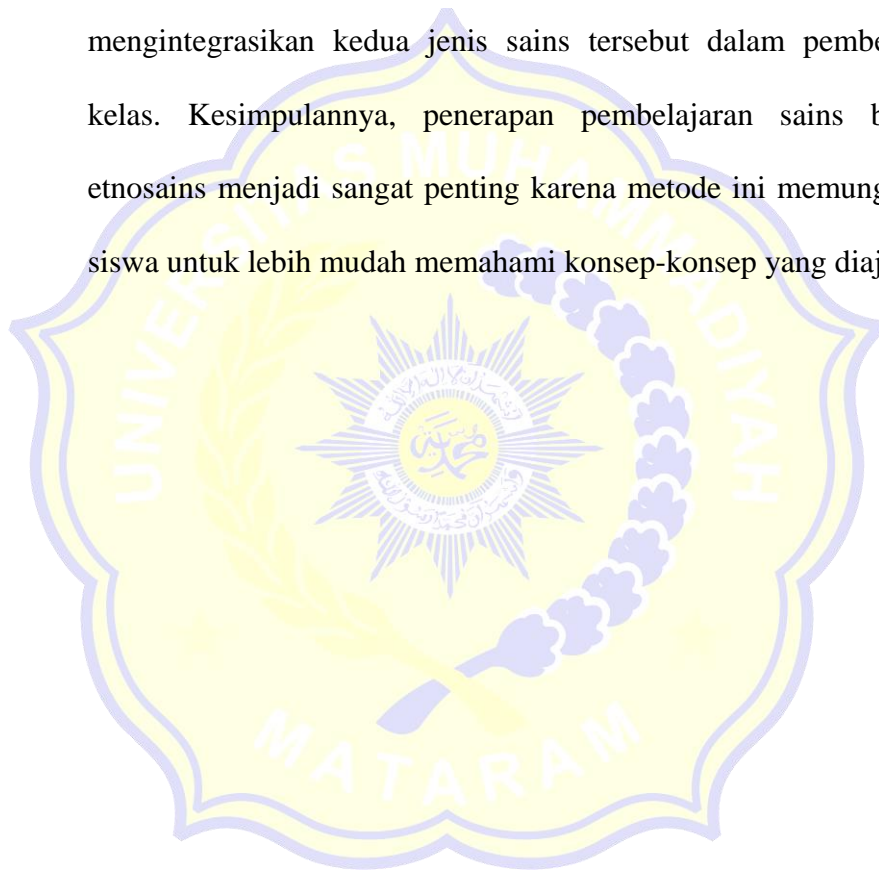 mengintegrasikan kedua jenis sains tersebut dalam pembe
kelas. Kesimpulannya, penerapan pembelajaran sains b
etnosains menjadi sangat penting karena metode ini memung
siswa untuk lebih mudah memahami konsep-konsep yang diaj
UNIVERSITAS MUHAMMADIYAH
MATARAM